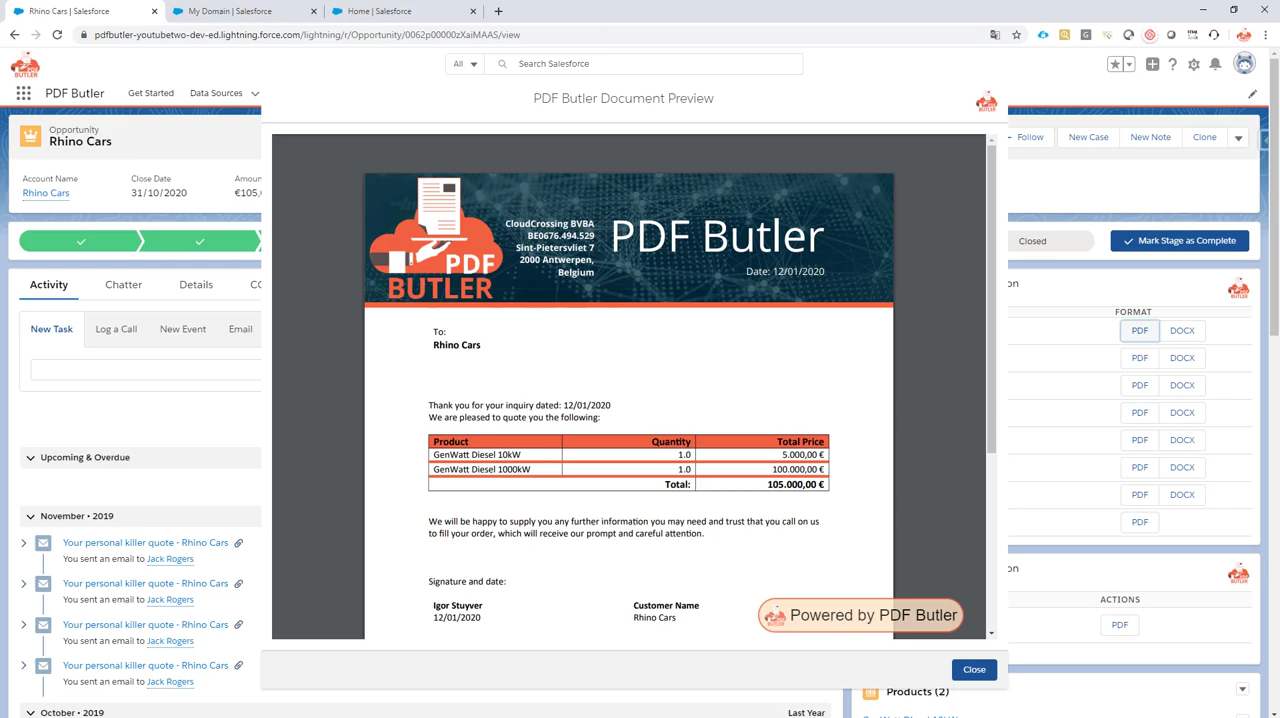 Rhino Cars | Salesforce
My Domain | Salesforce
Home | Salesforce
pdfbutler-youtubetwo-dev-ed.lightning.force.com/lightning/r/Opportunity/0062p00000zXaiMAAS/view
All
Search Salesforce
PDF Butler
Get Started
Data Sources
PDF Butler Document Preview
Opportunity
Rhino Cars
Follow
New Case
New Note
Clone
Account Name
Rhino Cars
Close Date
31/10/2020
Amou
€105,
Closed
Mark Stage as Complete
Activity
Chatter
Details
New Task
Log a Call
New Event
Email
Upcoming & Overdue
November • 2019
Your personal killer quote - Rhino Cars
You sent an email to Jack Rogers
Your personal killer quote - Rhino Cars
You sent an email to Jack Rogers
Your personal killer quote - Rhino Cars
You sent an email to Jack Rogers
Your personal killer quote - Rhino Cars
You sent an email to Jack Rogers
October • 2019
Last Year
PDF
BUTLER
CloudCrossing BVBA
BE0676.494.529
Sint-Pietersvliet 7
2000 Antwerpen,
Belgium
PDF Butler
Date: 12/01/2020
To:
Rhino Cars
Thank you for your inquiry dated: 12/01/2020
We are pleased to quote you the following:
Product Quantity Total Price
GenWatt Diesel 10kW 1.0 5.000,00 €
GenWatt Diesel 1000kW 1.0 100.000,00 €
Total: 105.000,00 €
We will be happy to supply you any further information you may need and trust that you call on us
to fill your order, which will receive our prompt and careful attention.
Signature and date:
Igor Stuyver
12/01/2020
Customer Name
Rhino Cars
Powered by PDF Butler
Close
on
FORMAT
PDF DOCX
PDF DOCX
PDF DOCX
PDF DOCX
PDF DOCX
PDF DOCX
PDF DOCX
PDF
on
ACTIONS
PDF
Products (2)